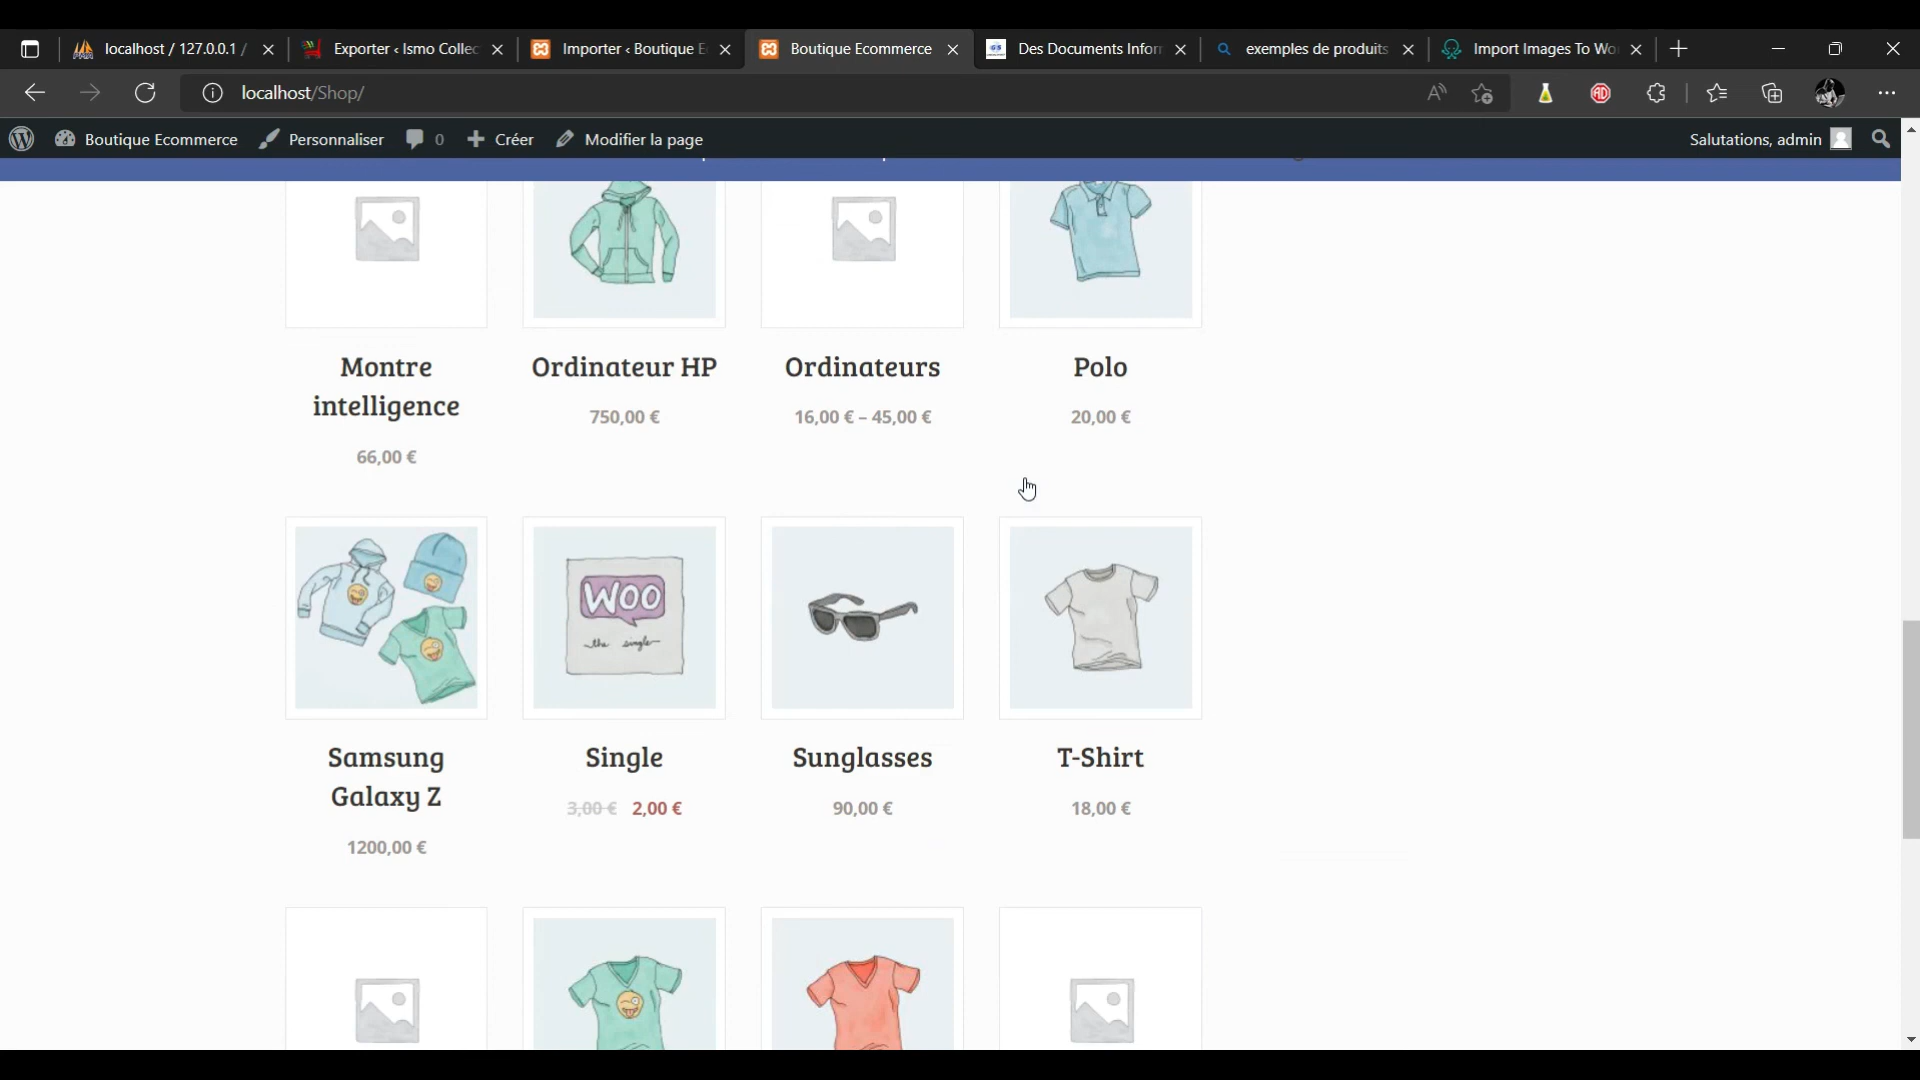 localhost / 127.0.0.1 /
Exporter ‹ Ismo Collec
Importer ‹ Boutique E
Boutique Ecommerce
Des Documents Infor
exemples de produits
Import Images To Wo
localhost/Shop/
Boutique Ecommerce
Personnaliser
0
Créer
Modifier la page
Salutations, admin
Montre
intelligence
66,00 €
Ordinateur HP
750,00 €
Ordinateurs
16,00 € – 45,00 €
Polo
20,00 €
WOO
the single
Samsung
Galaxy Z
1200,00 €
Single
3,00 € 2,00 €
Sunglasses
90,00 €
T-Shirt
18,00 €